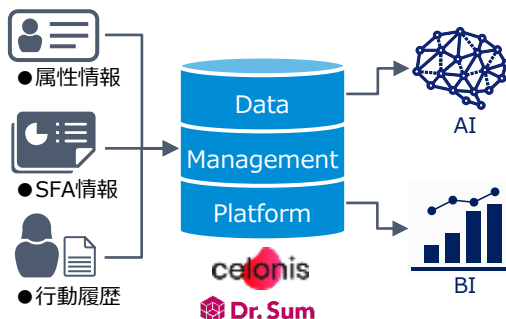 ●属性情報
●SFA情報
●行動履歴
Data
Management
Platform
celonis
Dr.Sum
AI
BI